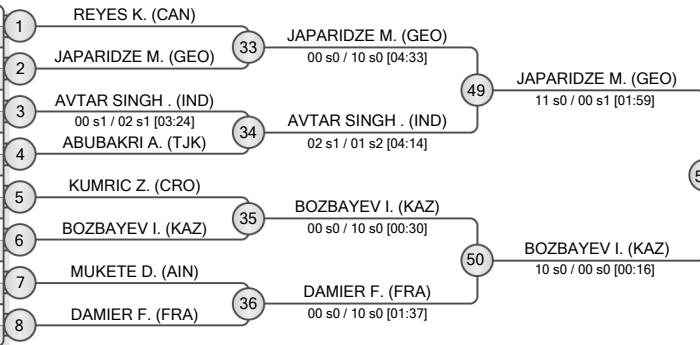 1
REYES K. (CAN)
33
JAPARIDZE M. (GEO)
00 s0 / 10 s0 [04:33]
2
JAPARIDZE M. (GEO)
49
JAPARIDZE M. (GEO)
11 s0 / 00 s1 [01:59]
3
AVTAR SINGH . (IND)
00 s1 / 02 s1 [03:24]
34
AVTAR SINGH . (IND)
02 s1 / 01 s2 [04:14]
4
ABUBAKRI A. (TJK)
5
KUMRIC Z. (CRO)
35
BOZBAYEV I. (KAZ)
00 s0 / 10 s0 [00:30]
6
BOZBAYEV I. (KAZ)
50
BOZBAYEV I. (KAZ)
10 s0 / 00 s0 [00:16]
7
MUKETE D. (AIN)
36
DAMIER F. (FRA)
00 s0 / 10 s0 [01:37]
8
DAMIER F. (FRA)